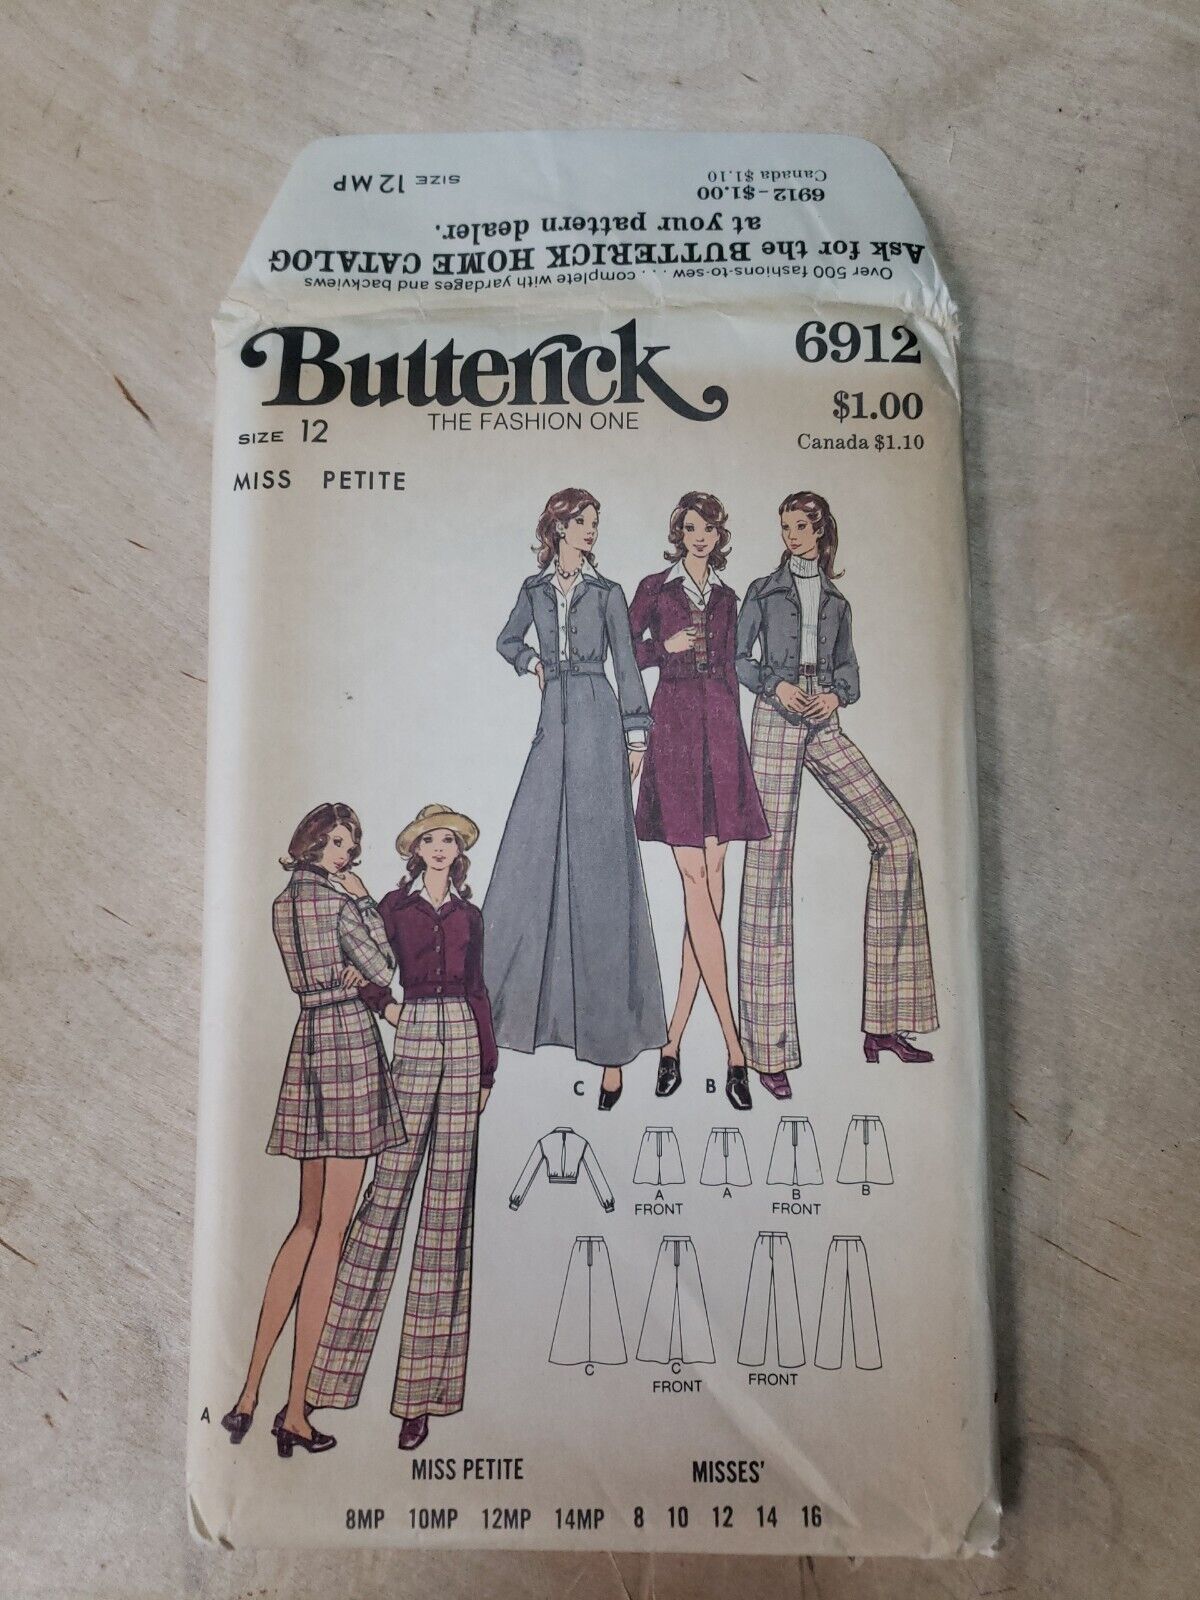 Over 500 fashions-to-sew . . . complete with yardages and backviews
Ask for the BUTTERICK HOME CATALOG
at your pattern dealer.
6912-$1.00
Canada $1.10
SIZE 12MP
Butterick
THE FASHION ONE
6912
$1.00
Canada $1.10
SIZE 12
MISS PETITE
C
B
A
A
FRONT
A
B
FRONT
B
C
C
FRONT
FRONT
MISS PETITE
MISSES'
8MP 10MP 12MP 14MP 8 10 12 14 16